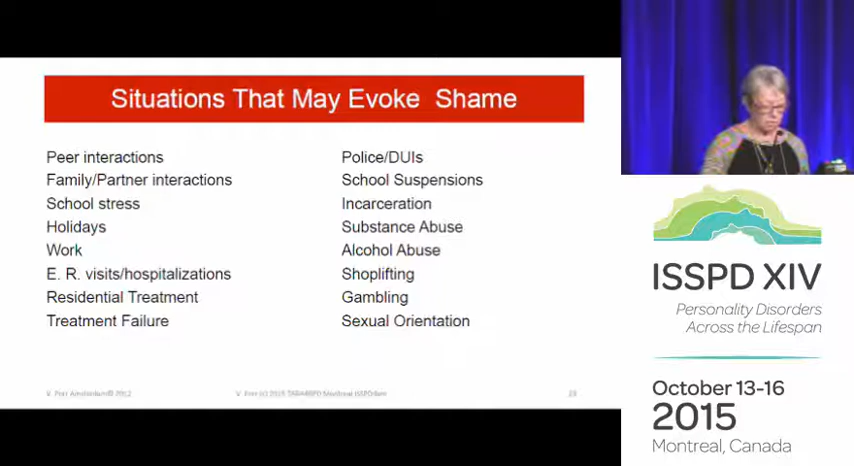 Situations That May Evoke Shame
Peer interactions
Family/Partner interactions
School stress
Holidays
Work
E. R. visits/hospitalizations
Residential Treatment
Treatment Failure
Police/DUIs
School Suspensions
Incarceration
Substance Abuse
Alcohol Abuse
Shoplifting
Gambling
Sexual Orientation
ISSPD XIV
Personality Disorders
Across the Lifespan
October 13-16
2015
Montreal, Canada